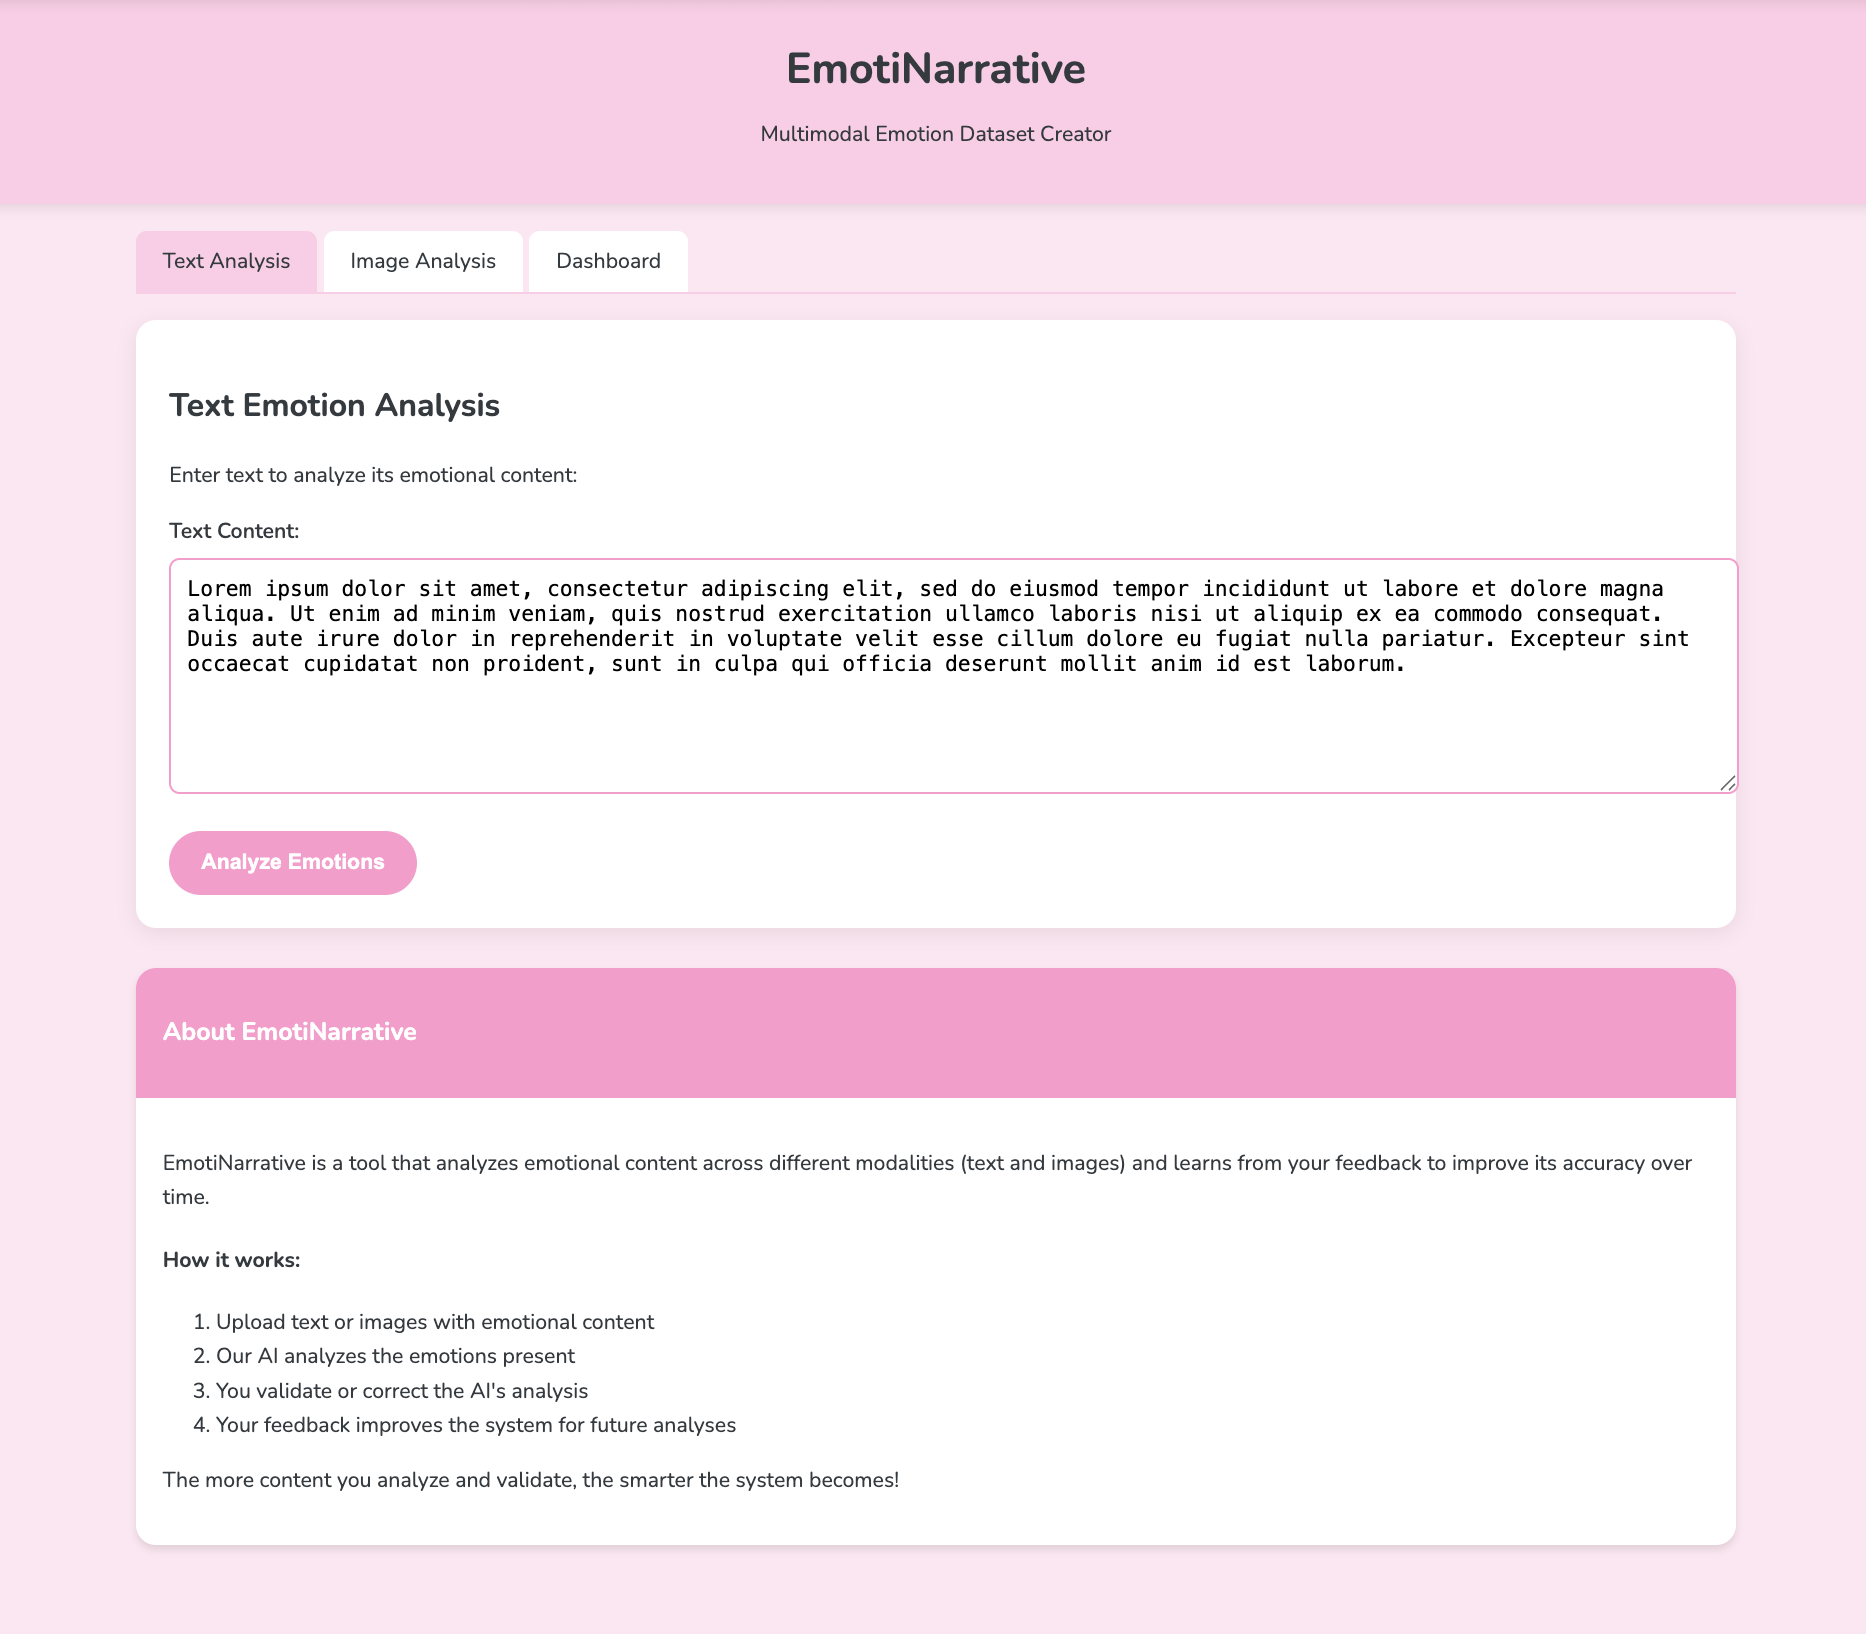 EmotiNarrative
Multimodal Emotion Dataset Creator
Text Analysis
Image Analysis
Dashboard
Text Emotion Analysis
Enter text to analyze its emotional content:
Text Content:
Lorem ipsum dolor sit amet, consectetur adipiscing elit, sed do eiusmod tempor incididunt ut labore et dolore magna
aliqua. Ut enim ad minim veniam, quis nostrud exercitation ullamco laboris nisi ut aliquip ex ea commodo consequat.
Duis aute irure dolor in reprehenderit in voluptate velit esse cillum dolore eu fugiat nulla pariatur. Excepteur sint
occaecat cupidatat non proident, sunt in culpa qui officia deserunt mollit anim id est laborum.
Analyze Emotions
About EmotiNarrative
EmotiNarrative is a tool that analyzes emotional content across different modalities (text and images) and learns from your feedback to improve its accuracy over
time.
How it works:
1. Upload text or images with emotional content
2. Our AI analyzes the emotions present
3. You validate or correct the AI's analysis
4. Your feedback improves the system for future analyses
The more content you analyze and validate, the smarter the system becomes!